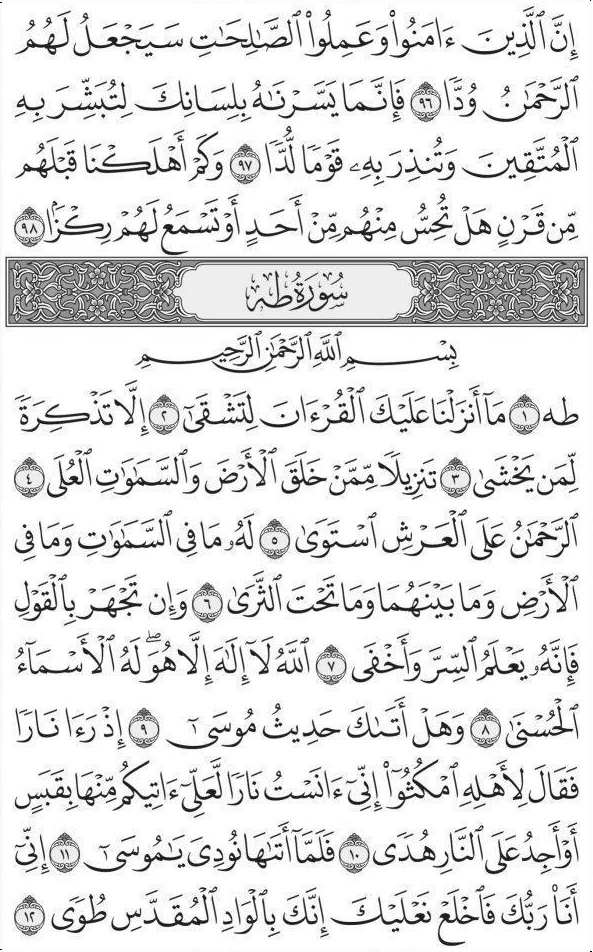 إِنَّ ٱلَّذِينَ ءَامَنُوا۟ وَعَمِلُوا۟ ٱلصَّـٰلِحَـٰتِ سَيَجْعَلُ لَهُمُ
ٱلرَّحْمَـٰنُ وُدًّا ٩٦ فَإِنَّمَا يَسَّرْنَـٰهُ بِلِسَانِكَ لِتُبَشِّرَ بِهِ
ٱلْمُتَّقِينَ وَتُنذِرَ بِهِۦ قَوْمًا لُّدًّا ٩٧ وَكَمْ أَهْلَكْنَا قَبْلَهُم
مِّن قَرْنٍ هَلْ تُحِسُّ مِنْهُم مِّنْ أَحَدٍ أَوْ تَسْمَعُ لَهُمْ رِكْزًۢا ٩٨
سُورَةُ طه
بِسْمِ ٱللَّهِ ٱلرَّحْمَـٰنِ ٱلرَّحِيمِ
طه ١ مَآ أَنزَلْنَا عَلَيْكَ ٱلْقُرْءَانَ لِتَشْقَىٰٓ ٢ إِلَّا تَذْكِرَةً
لِّمَن يَخْشَىٰ ٣ تَنزِيلًا مِّمَّنْ خَلَقَ ٱلْأَرْضَ وَٱلسَّمَـٰوَٰتِ ٱلْعُلَى ٤
ٱلرَّحْمَـٰنُ عَلَى ٱلْعَرْشِ ٱسْتَوَىٰ ٥ لَهُۥ مَا فِى ٱلسَّمَـٰوَٰتِ وَمَا فِى
ٱلْأَرْضِ وَمَا بَيْنَهُمَا وَمَا تَحْتَ ٱلثَّرَىٰ ٦ وَإِن تَجْهَرْ بِٱلْقَوْلِ
فَإِنَّهُۥ يَعْلَمُ ٱلسِّرَّ وَأَخْفَى ٧ ٱللَّهُ لَآ إِلَـٰهَ إِلَّا هُوَ ۖ لَهُ ٱلْأَسْمَآءُ
ٱلْحُسْنَىٰ ٨ وَهَلْ أَتَىٰكَ حَدِيثُ مُوسَىٰٓ ٩ إِذْ رَءَا نَارًا
فَقَالَ لِأَهْلِهِ ٱمْكُثُوٓا۟ إِنِّىٓ ءَانَسْتُ نَارًا لَّعَلِّىٓ ءَاتِيكُم مِّنْهَا بِقَبَسٍ
أَوْ أَجِدُ عَلَى ٱلنَّارِ هُدًى ١٠ فَلَمَّآ أَتَىٰهَا نُودِىَ يَـٰمُوسَىٰٓ ١١ إِنِّىٓ
أَنَا۠ رَبُّكَ فَٱخْلَعْ نَعْلَيْكَ إِنَّكَ بِٱلْوَادِ ٱلْمُقَدَّسِ طُوًى ١٢